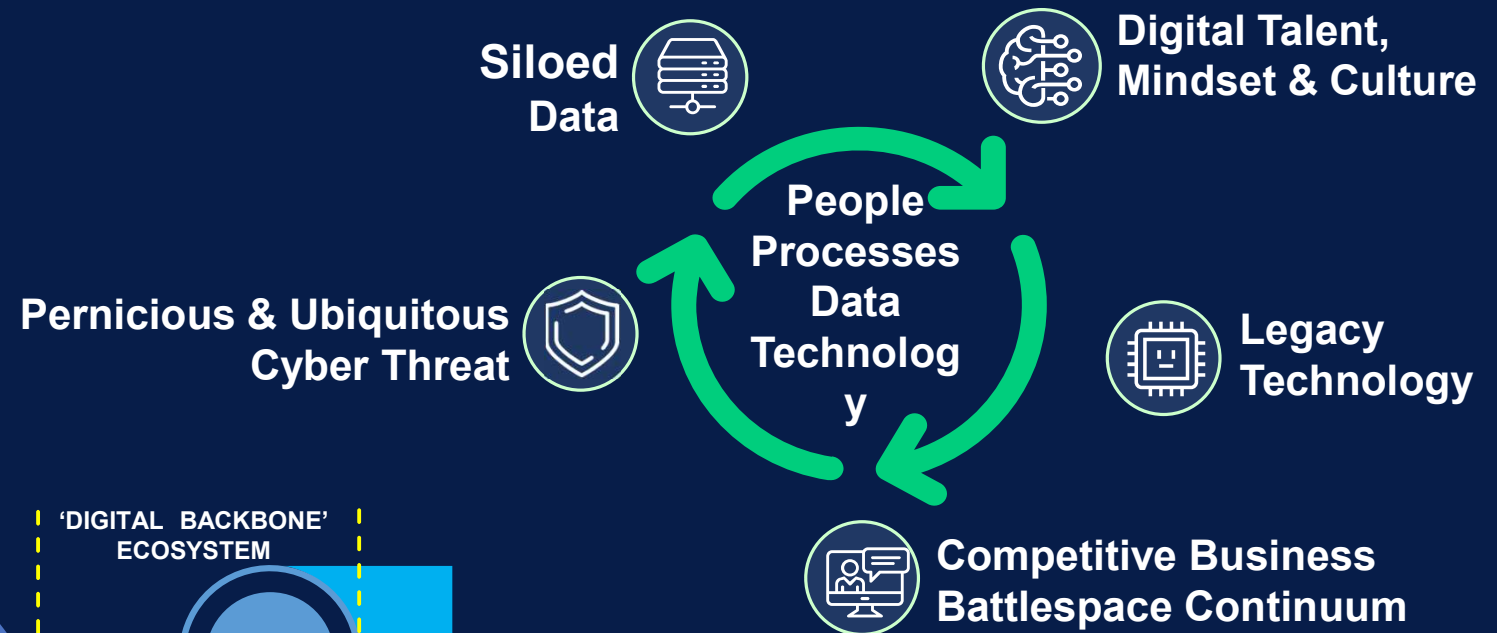 Siloed
Data
Digital Talent,
Mindset & Culture
People
Processes
Data
Technolog
y
Pernicious & Ubiquitous
Cyber Threat
Legacy
Technology
‘DIGITAL BACKBONE’
ECOSYSTEM
Competitive Business
Battlespace Continuum